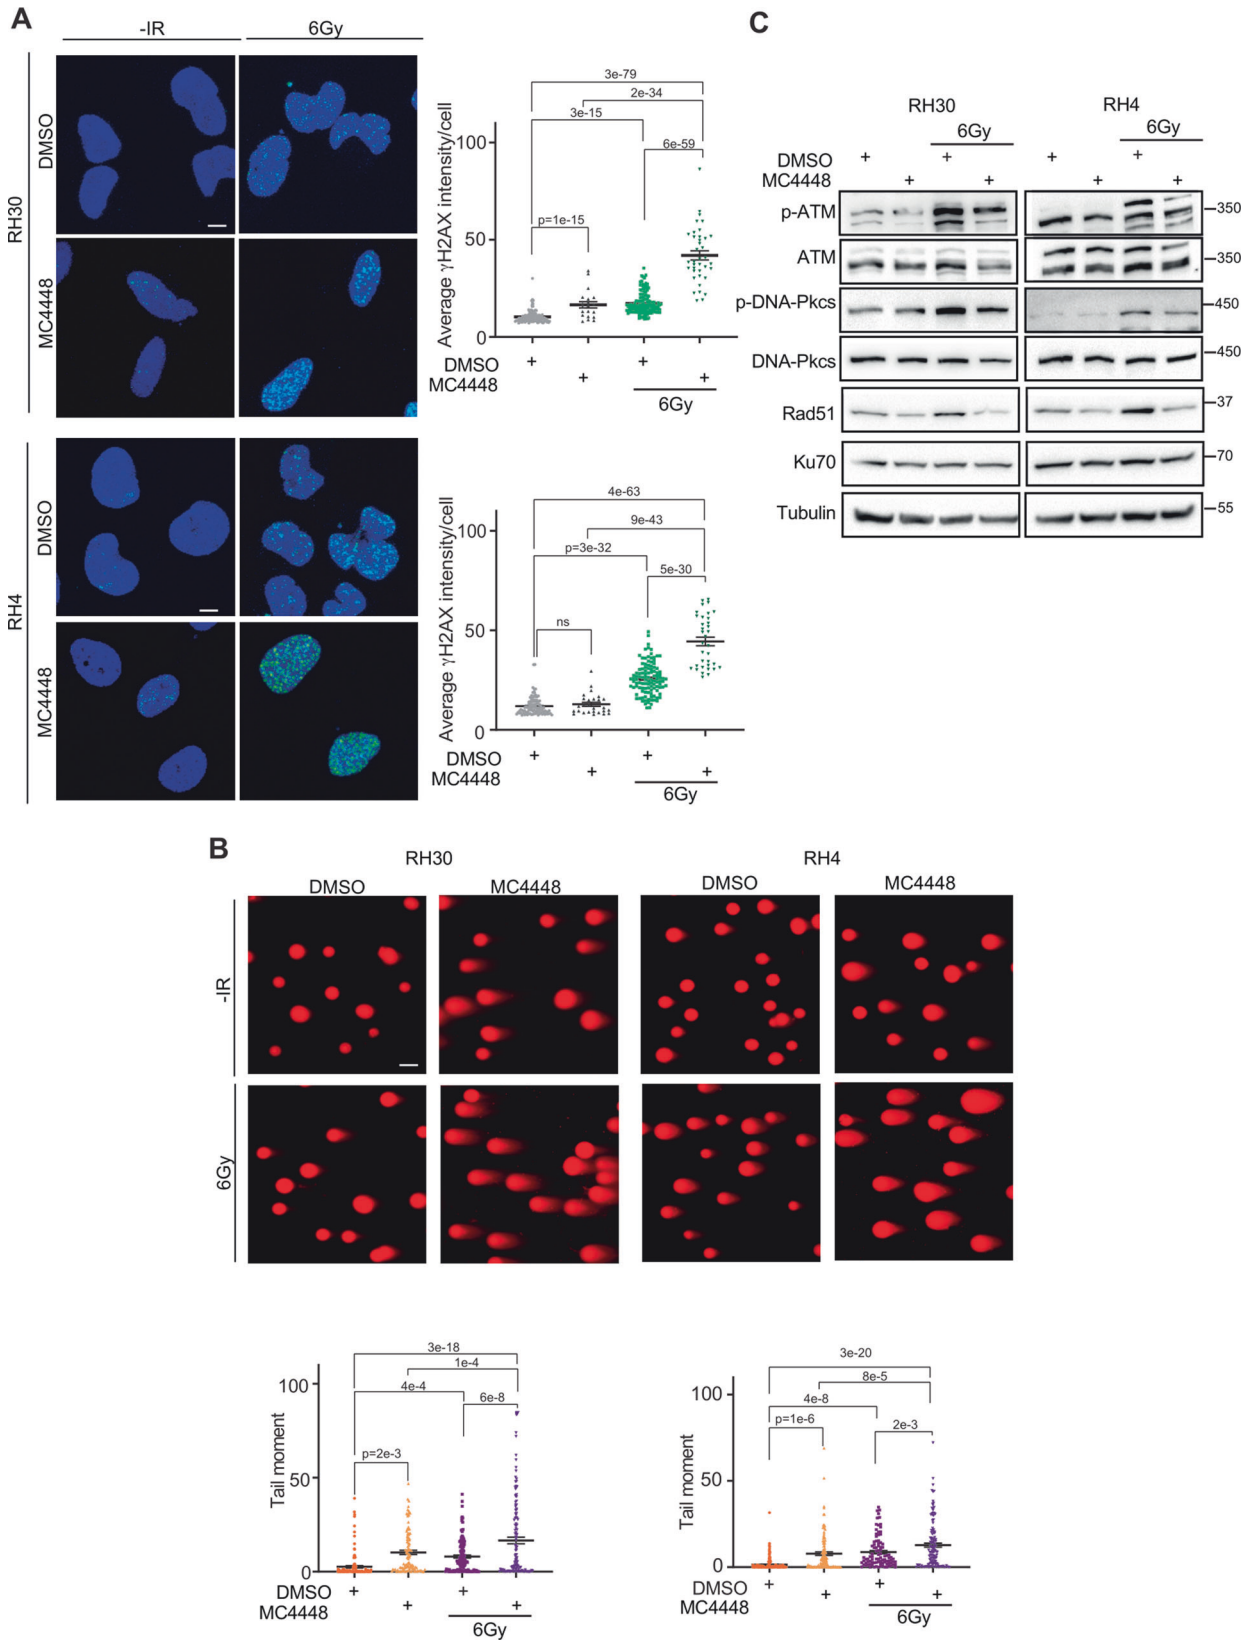 A
-IR
6Gy
RH30
DMSO
MC4448
RH4
DMSO
MC4448
Average γH2AX intensity/cell
100
50
0
3e-79
2e-34
3e-15
6e-59
p=1e-15
DMSO
+
+
MC4448
+
+
6Gy
Average γH2AX intensity/cell
100
50
0
4e-63
9e-43
p=3e-32
5e-30
ns
DMSO
+
+
MC4448
+
+
6Gy
C
RH30
RH4
6Gy
6Gy
DMSO
+
+
+
+
MC4448
+
+
+
+
p-ATM
350
ATM
350
p-DNA-Pkcs
450
DNA-Pkcs
450
Rad51
37
Ku70
70
Tubulin
55
B
RH30
RH4
DMSO
MC4448
DMSO
MC4448
-IR
6Gy
Tail moment
100
50
0
3e-18
1e-4
4e-4
6e-8
p=2e-3
DMSO
+
+
MC4448
+
+
6Gy
Tail moment
100
50
0
3e-20
8e-5
4e-8
p=1e-6
2e-3
DMSO
+
+
MC4448
+
+
6Gy